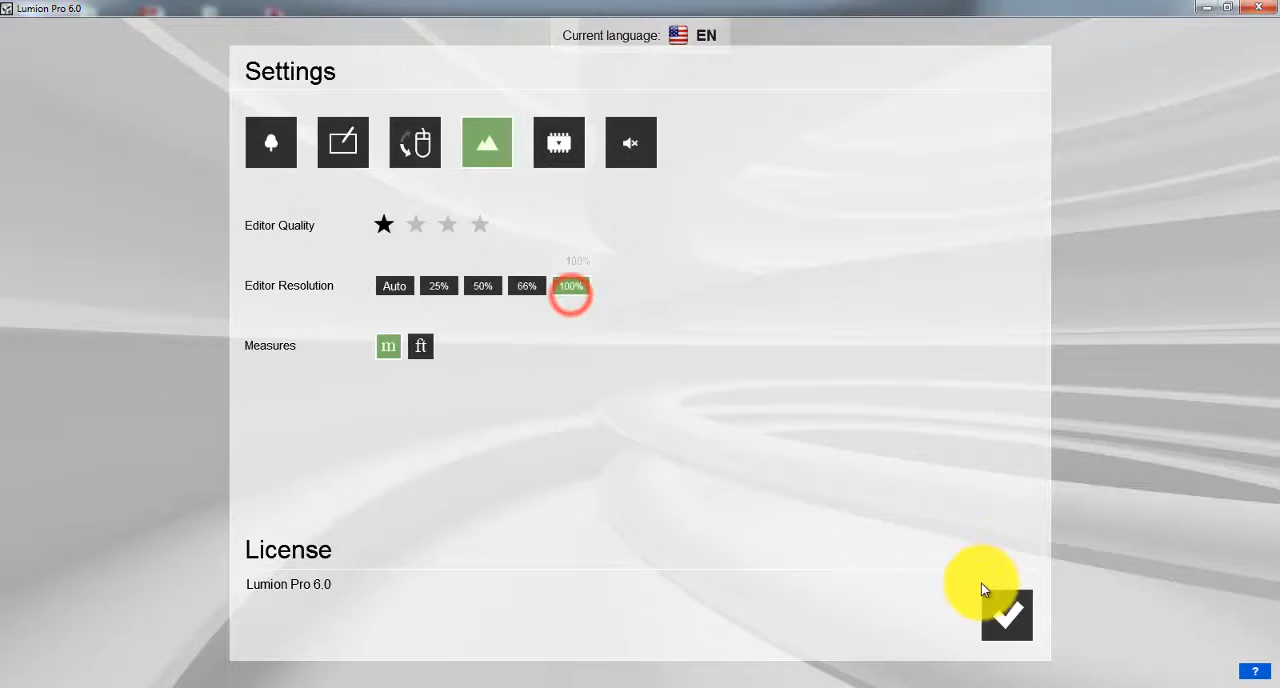 Lumion Pro 6.0
Current language: EN
Settings
Editor Quality
100%
Editor Resolution Auto 25% 50% 66% 100%
Measures m ft
License
Lumion Pro 6.0
?